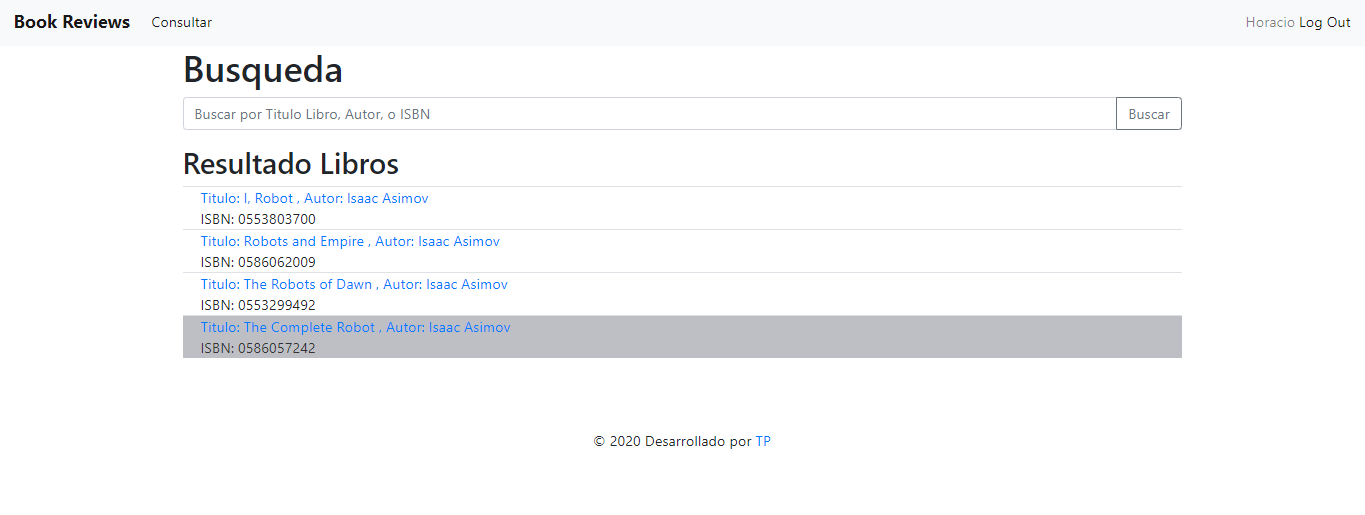 Book Reviews Consultar Horacio Log Out
Busqueda
Buscar por Titulo Libro, Autor, o ISBN Buscar
Resultado Libros
Titulo: I, Robot , Autor: Isaac Asimov
ISBN: 0553803700
Titulo: Robots and Empire , Autor: Isaac Asimov
ISBN: 0586062009
Titulo: The Robots of Dawn , Autor: Isaac Asimov
ISBN: 0553299492
Titulo: The Complete Robot , Autor: Isaac Asimov
ISBN: 0586057242
© 2020 Desarrollado por TP